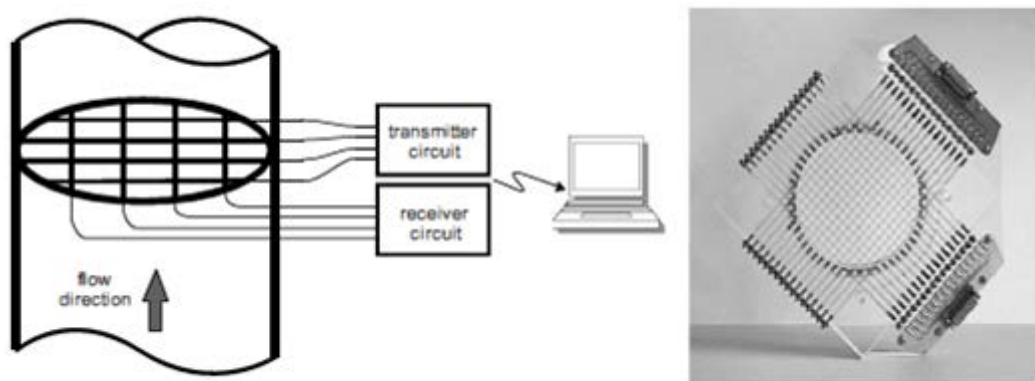 transmitter
circuit
receiver
circuit
flow
direction